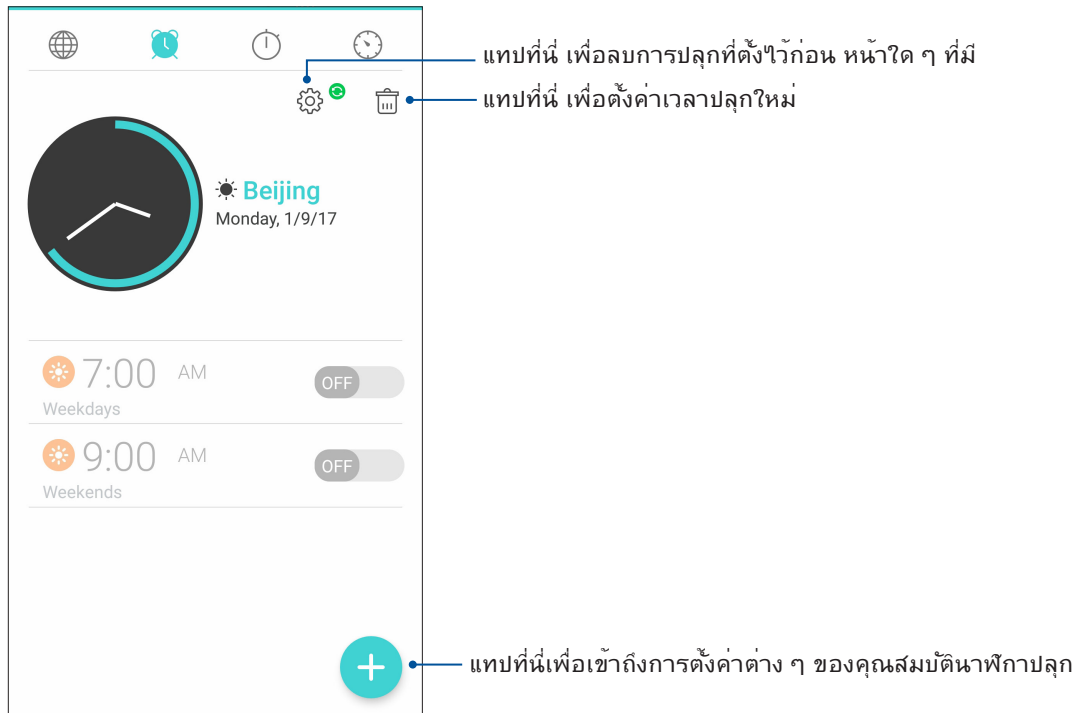 แทปที่นี่ เพื่อลบการปลุกที่ตั้งไว้ก่อน หน้าใด ๆ ที่มี
แทปที่นี่ เพื่อตั้งค่าเวลาปลุกใหม่
Beijing
Monday, 1/9/17
7:00 AM
OFF
Weekdays
9:00 AM
OFF
Weekends
แทปที่นี่เพื่อเข้าถึงการตั้งค่าต่าง ๆ ของคุณสมบัตินาฬิกาปลุก